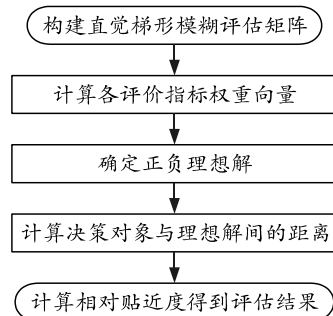 构建直觉梯形模糊评估矩阵
计算各评价指标权重向量
确定正负理想解
计算决策对象与理想解间的距离
计算相对贴近度得到评估结果